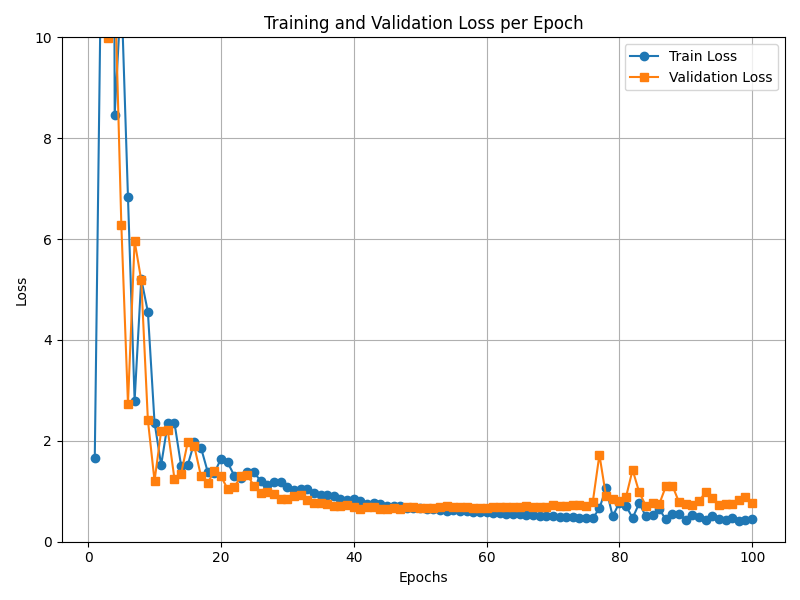 Training and Validation Loss per Epoch
Train Loss
Validation Loss
Loss
10
8
6
4
2
0
0 20 40 60 80 100
Epochs